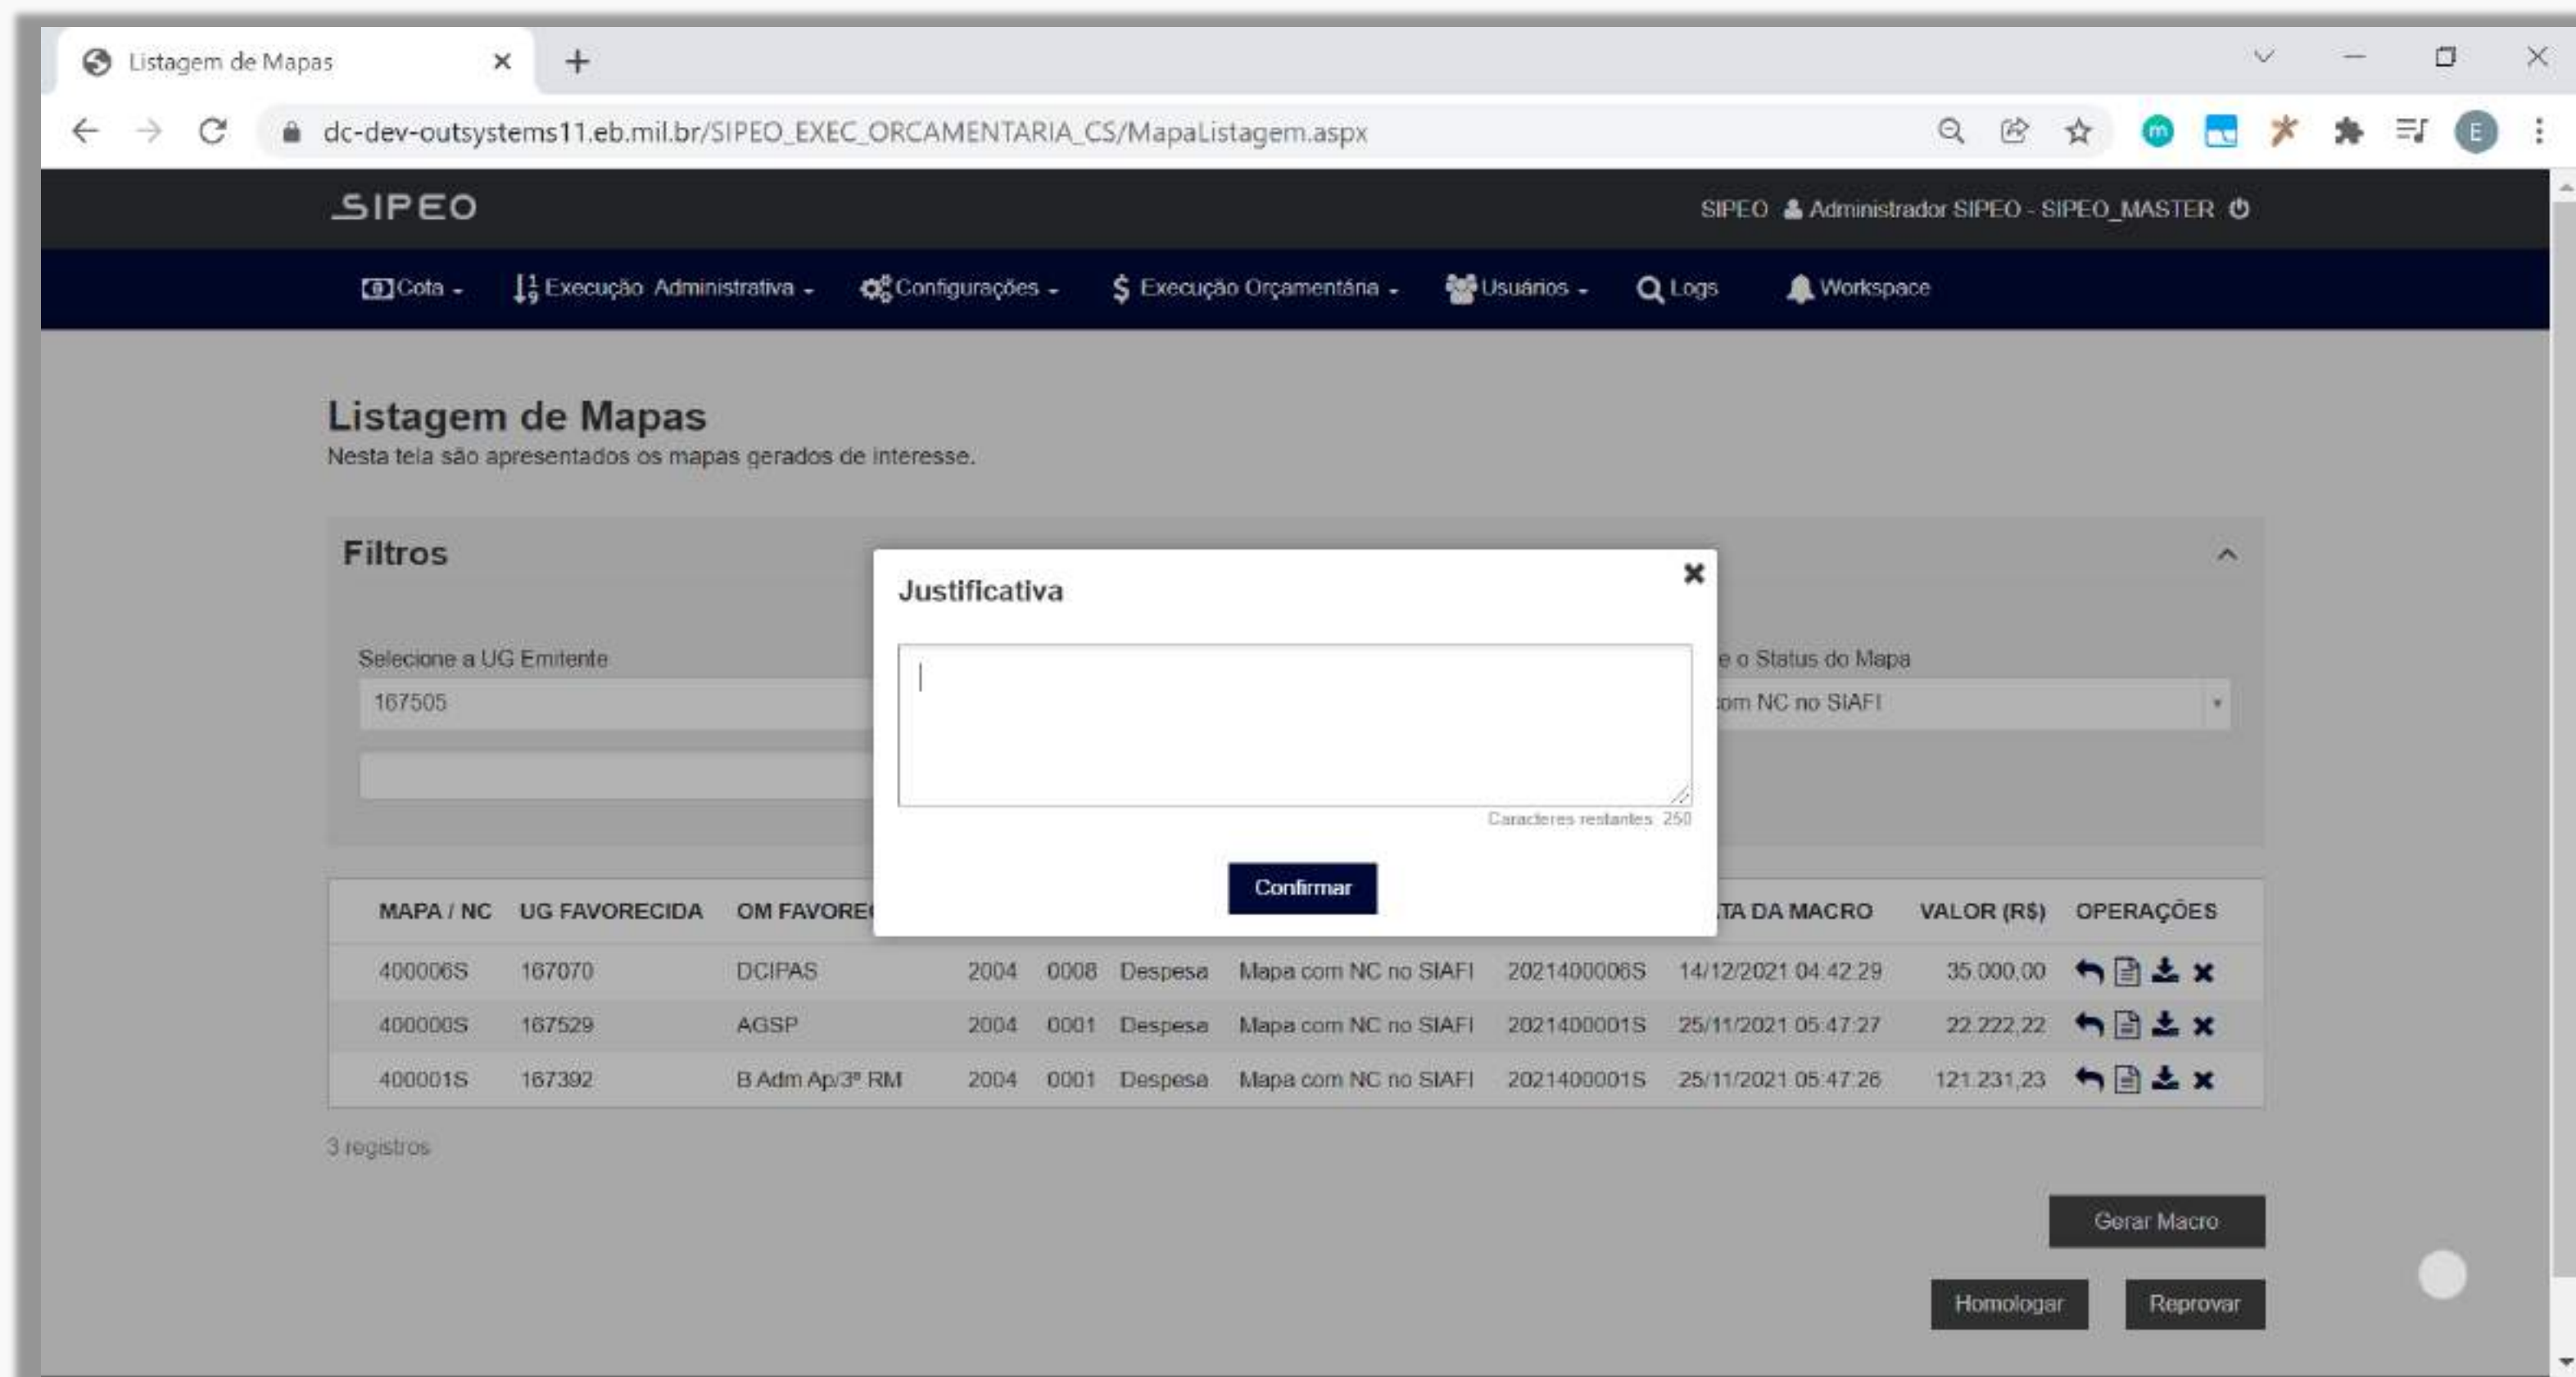 Listagem de Mapas
dc-dev-outsystems11.eb.mil.br/SIPEO_EXEC_ORCAMENTARIA_CS/MapaListagem.aspx
m
E
SIPEO
SIPEO Administrador SIPEO - SIPEO_MASTER
Cota Execução Administrativa Configurações $ Execução Orçamentária Usuários Logs Workspace
Listagem de Mapas
Nesta tela são apresentados os mapas gerados de interesse.
Filtros
Justificativa
Selecione a UG Emitente
e o Status do Mapa
167505
com NC no SIAFI
Caracteres restantes: 250
Confirmar
MAPA / NC UG FAVORECIDA OM FAVOREC TA DA MACRO VALOR (R$) OPERAÇÕES
400006S 167070 DCIPAS 2004 0008 Despesa Mapa com NC no SIAFI 2021400006S 14/12/2021 04:42:29 35.000,00
400000S 167529 AGSP 2004 0001 Despesa Mapa com NC no SIAFI 2021400001S 25/11/2021 05:47:27 22.222,22
400001S 167392 B Adm Ap/3ª RM 2004 0001 Despesa Mapa com NC no SIAFI 2021400001S 25/11/2021 05:47:26 121.231,23
3 registros
Gerar Macro
Homologar Reprovar